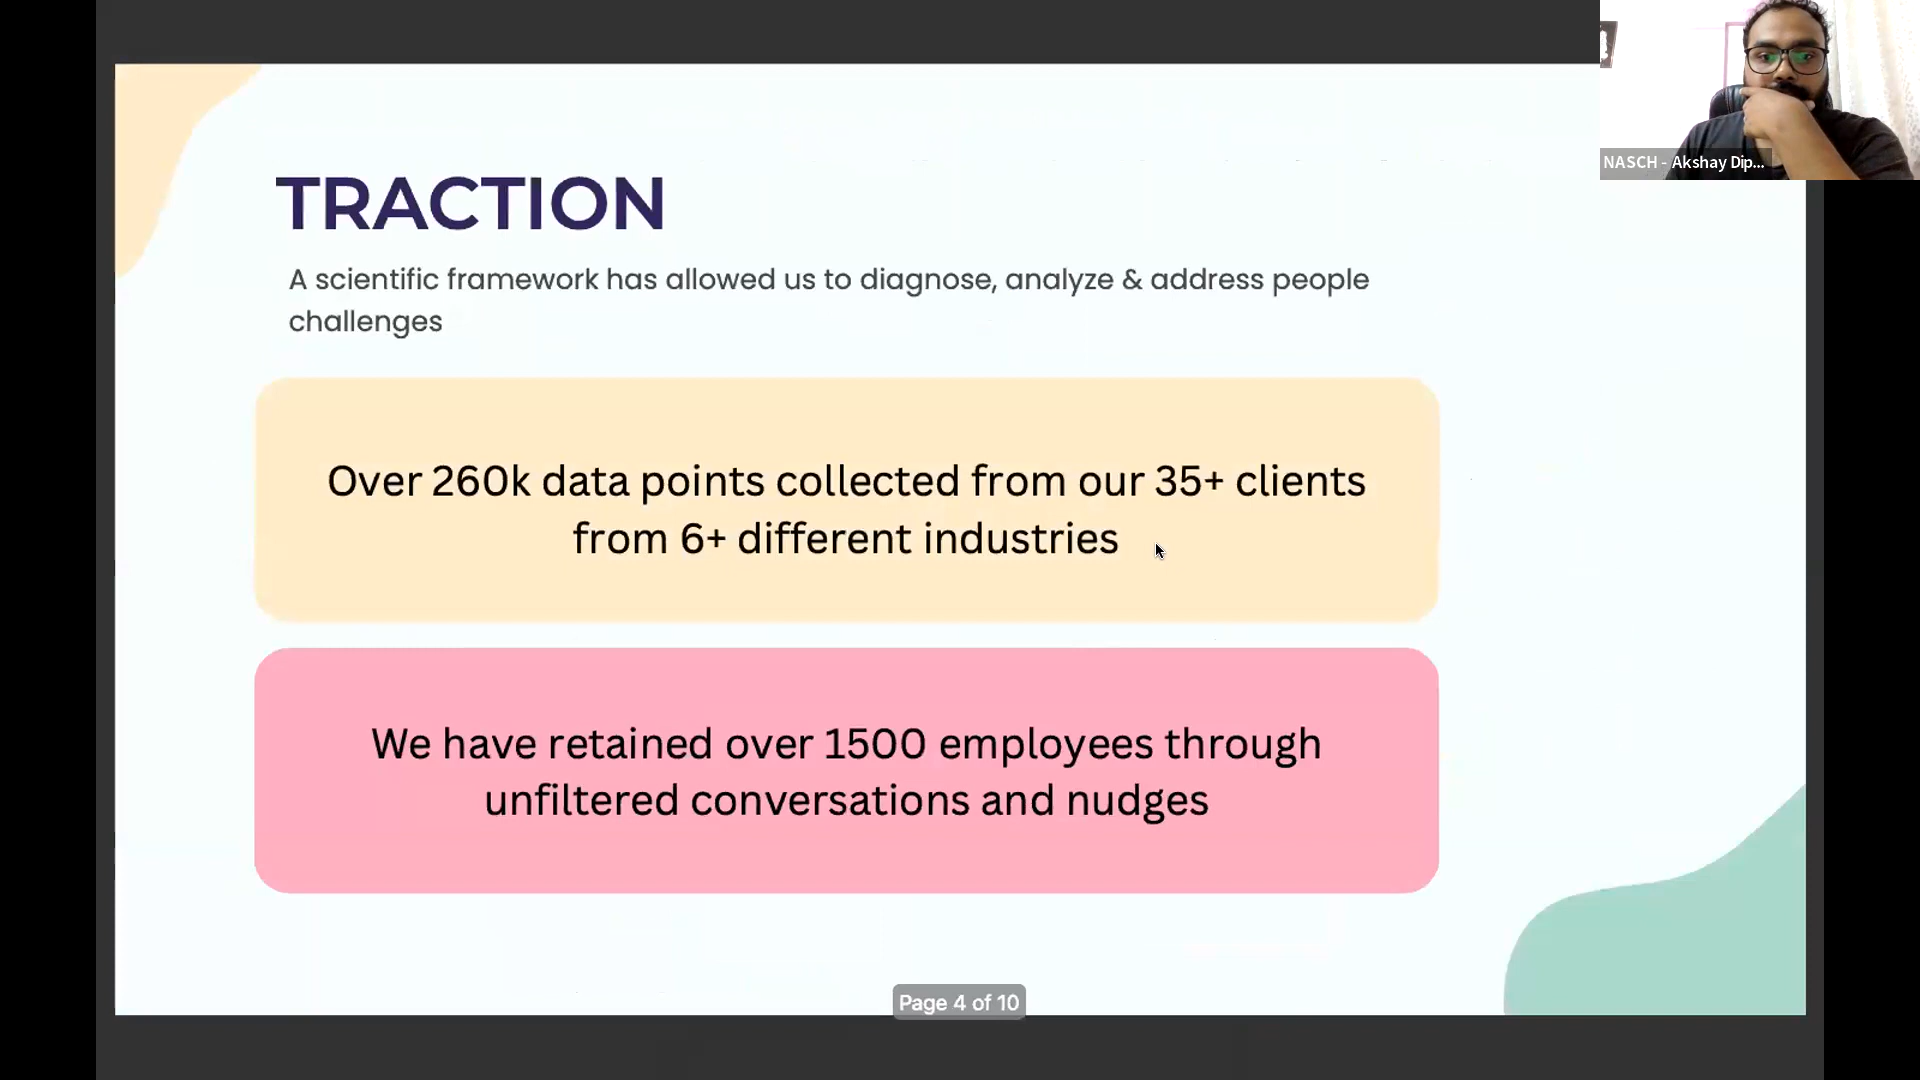 TRACTION
A scientific framework has allowed us to diagnose, analyze & address people
challenges
Over 260k data points collected from our 35+ clients
from 6+ different industries
We have retained over 1500 employees through
unfiltered conversations and nudges
Page 4 of 10
NASCH - Akshay Dip...